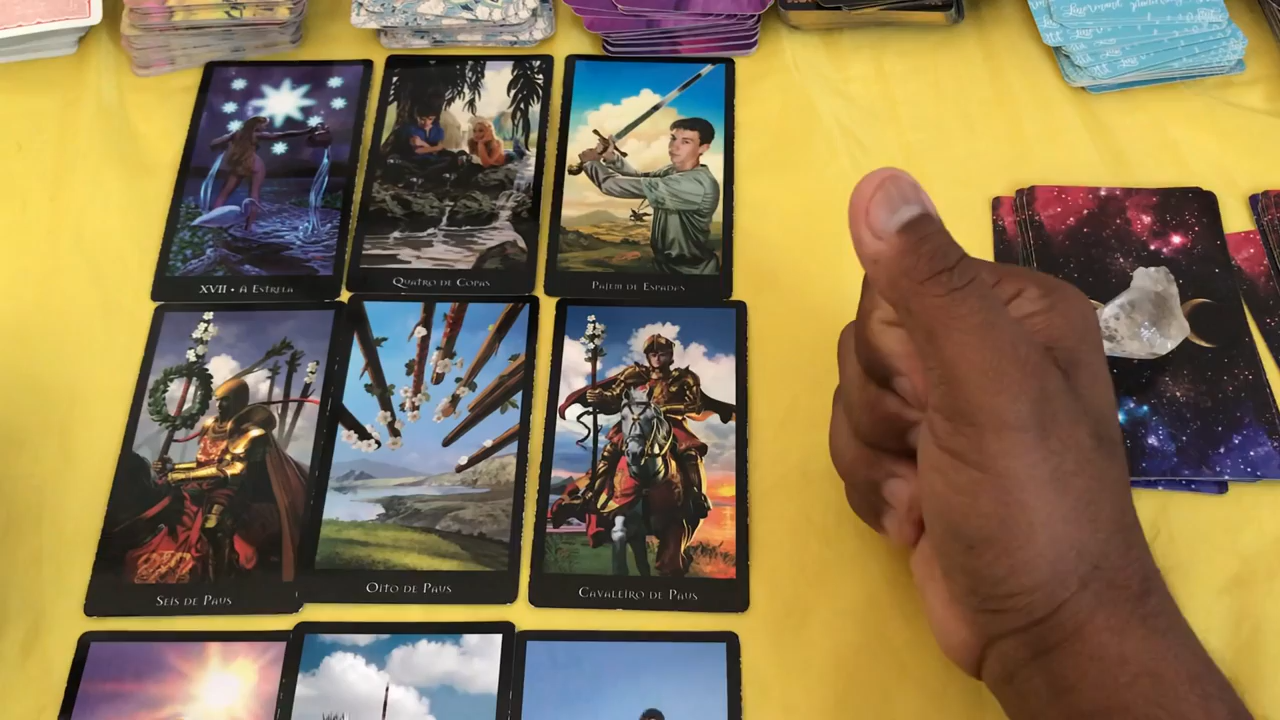 XVII • A Estrela
Quatro de Copas
Pajem de Espadas
Seis de Paus
Oito de Paus
Cavaleiro de Paus